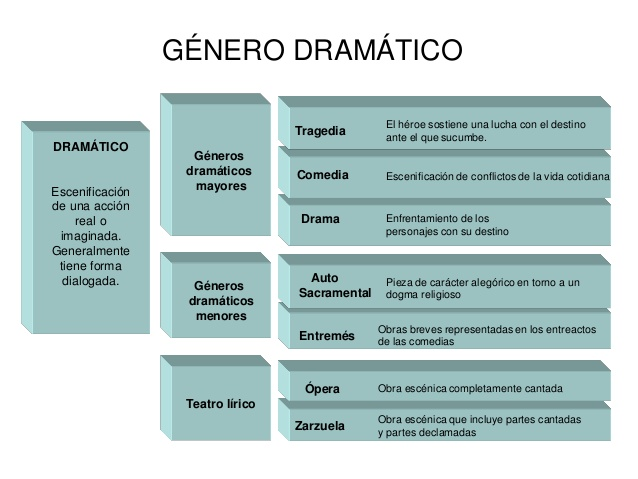 GÉNERO DRAMÁTICO
DRAMÁTICO
Escenificación
de una acción
real o
imaginada.
Generalmente
tiene forma
dialogada.
Géneros
dramáticos
mayores
Tragedia
El héroe sostiene una lucha con el destino
ante el que sucumbe.
Comedia
Escenificación de conflictos de la vida cotidiana
Drama
Enfrentamiento de los
personajes con su destino
Géneros
dramáticos
menores
Auto
Sacramental
Pieza de carácter alegórico en torno a un
dogma religioso
Entremés
Obras breves representadas en los entreactos
de las comedias
Teatro lírico
Ópera
Obra escénica completamente cantada
Zarzuela
Obra escénica que incluye partes cantadas
y partes declamadas